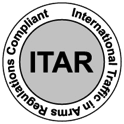 International Traffic in Arms Regulations Compliant
ITAR